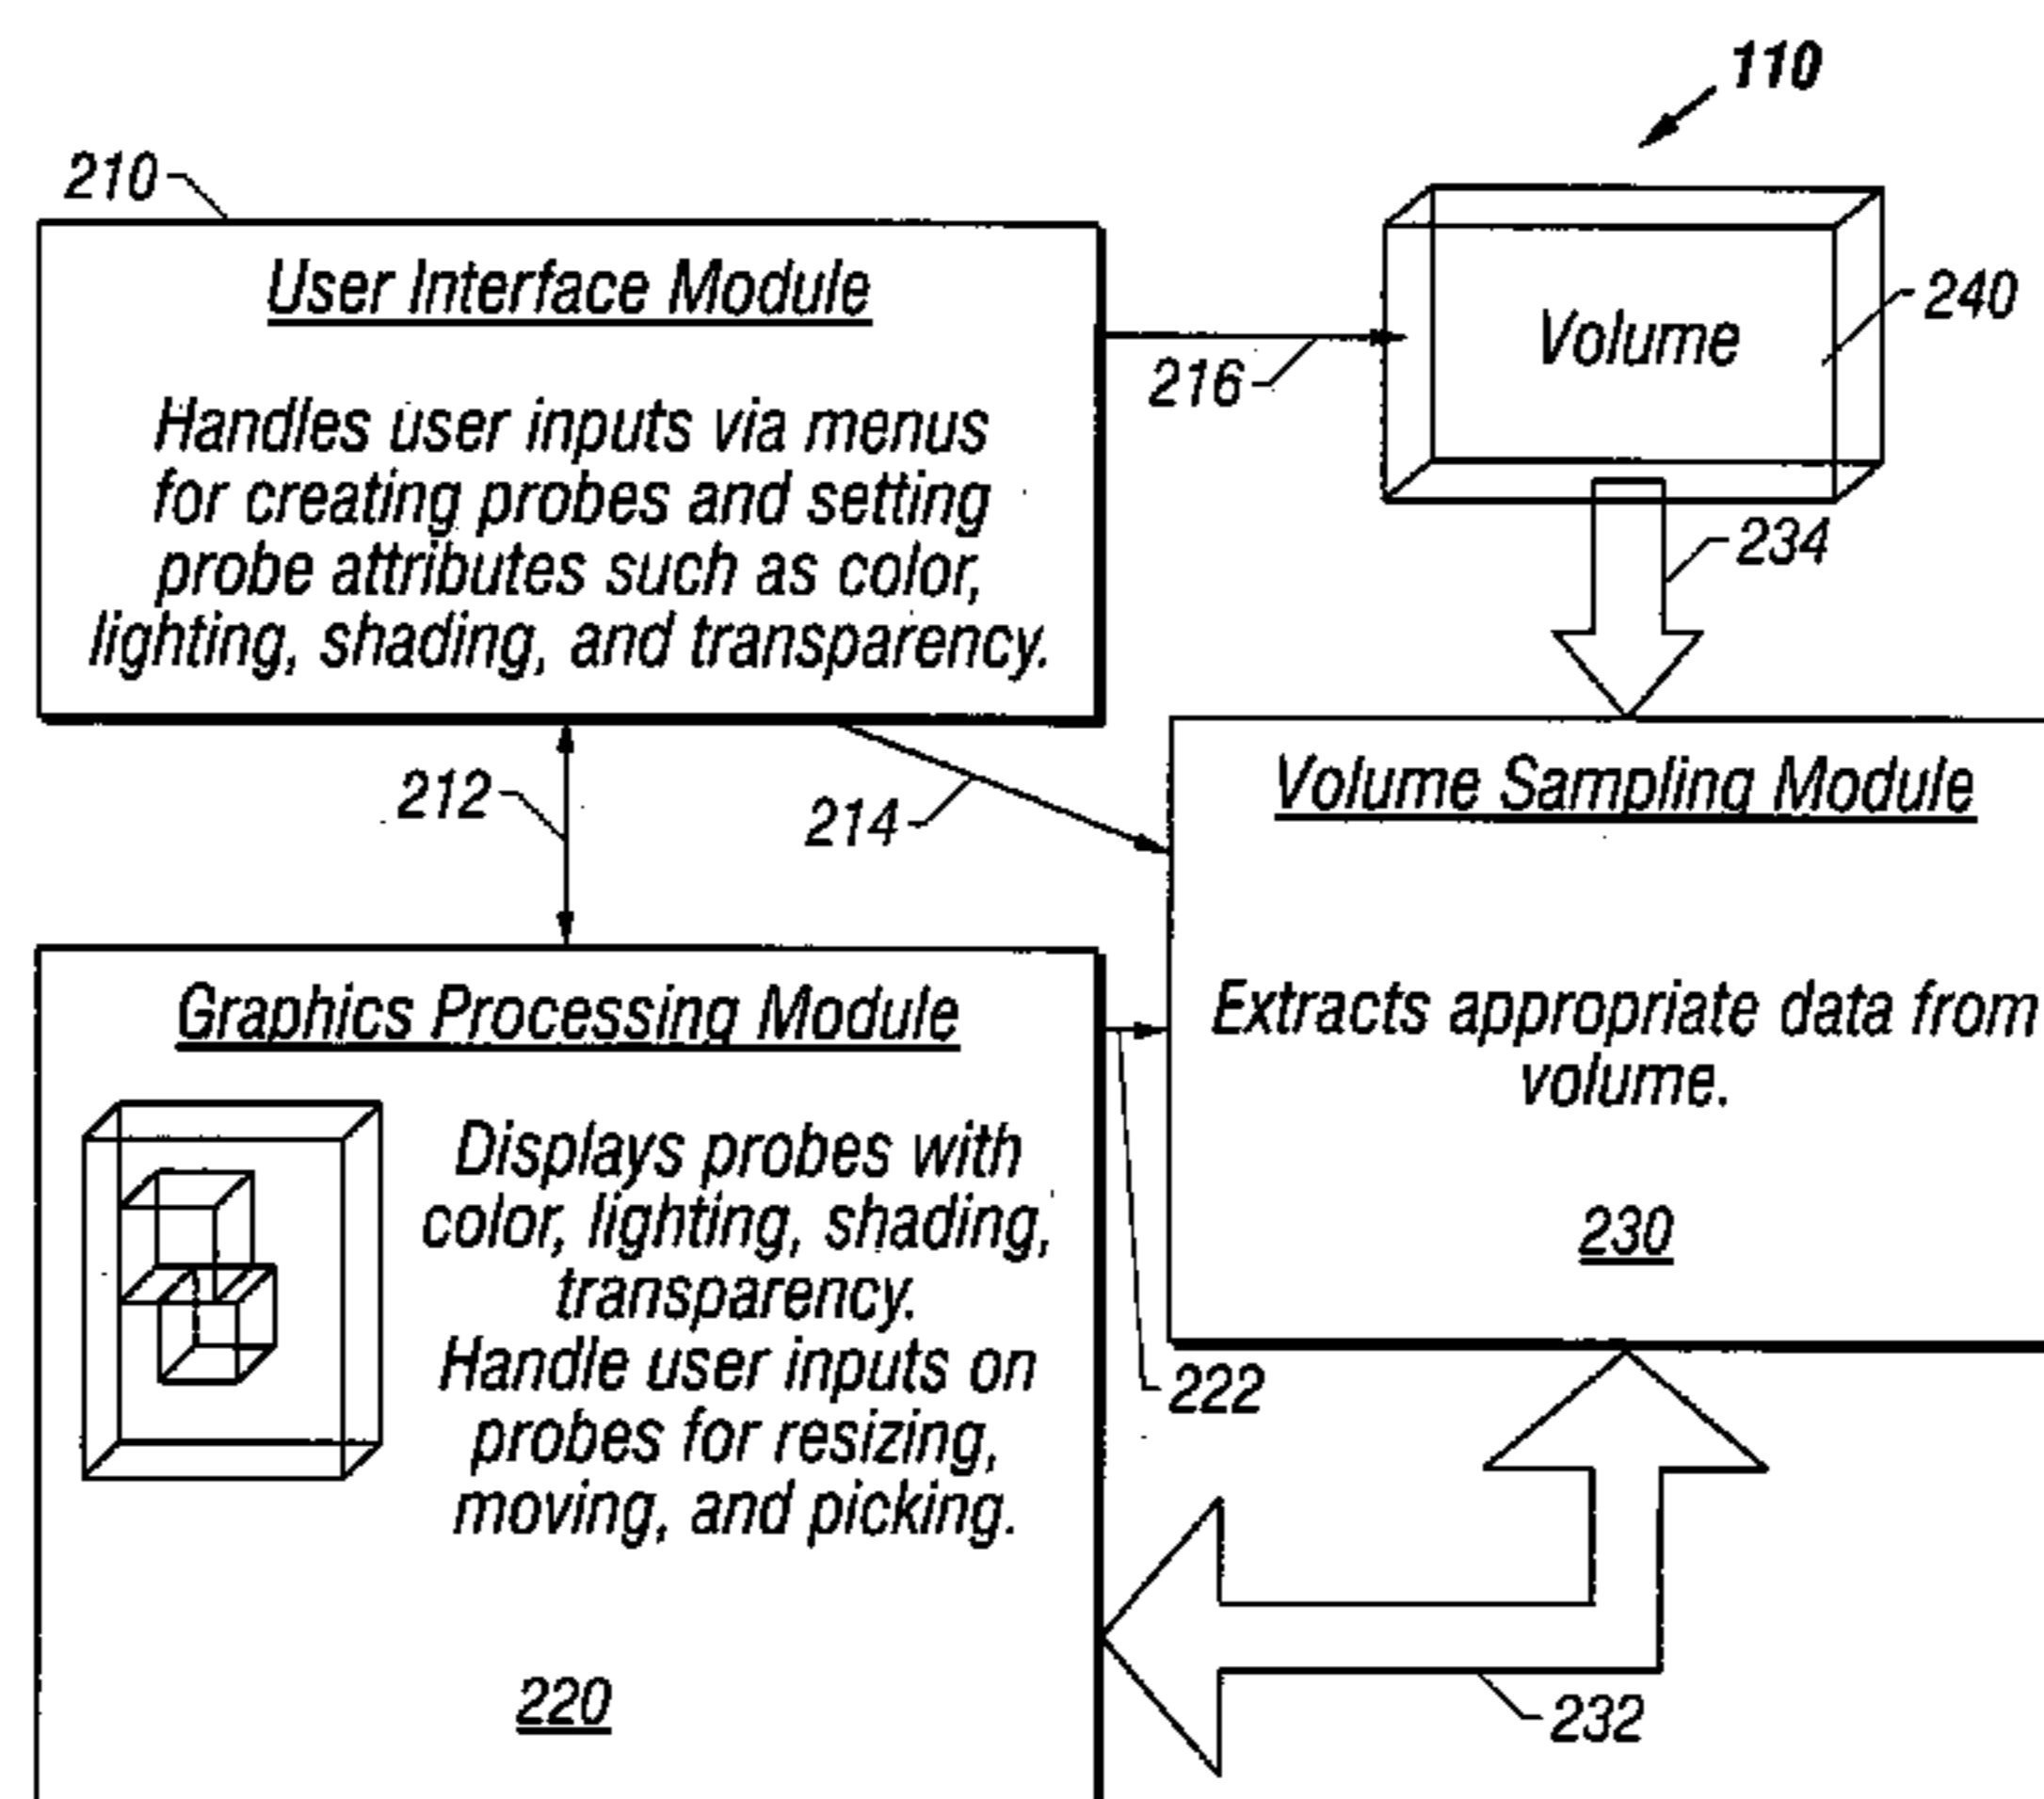 110
210
User Interface Module
Handles user inputs via menus
for creating probes and setting
probe attributes such as color,
lighting, shading, and transparency.
216
Volume
240
234
212
214
Volume Sampling Module
Extracts appropriate data from
volume.
230
Graphics Processing Module
Displays probes with
color, lighting, shading,
transparency.
Handle user inputs on
probes for resizing,
moving, and picking.
220
222
232